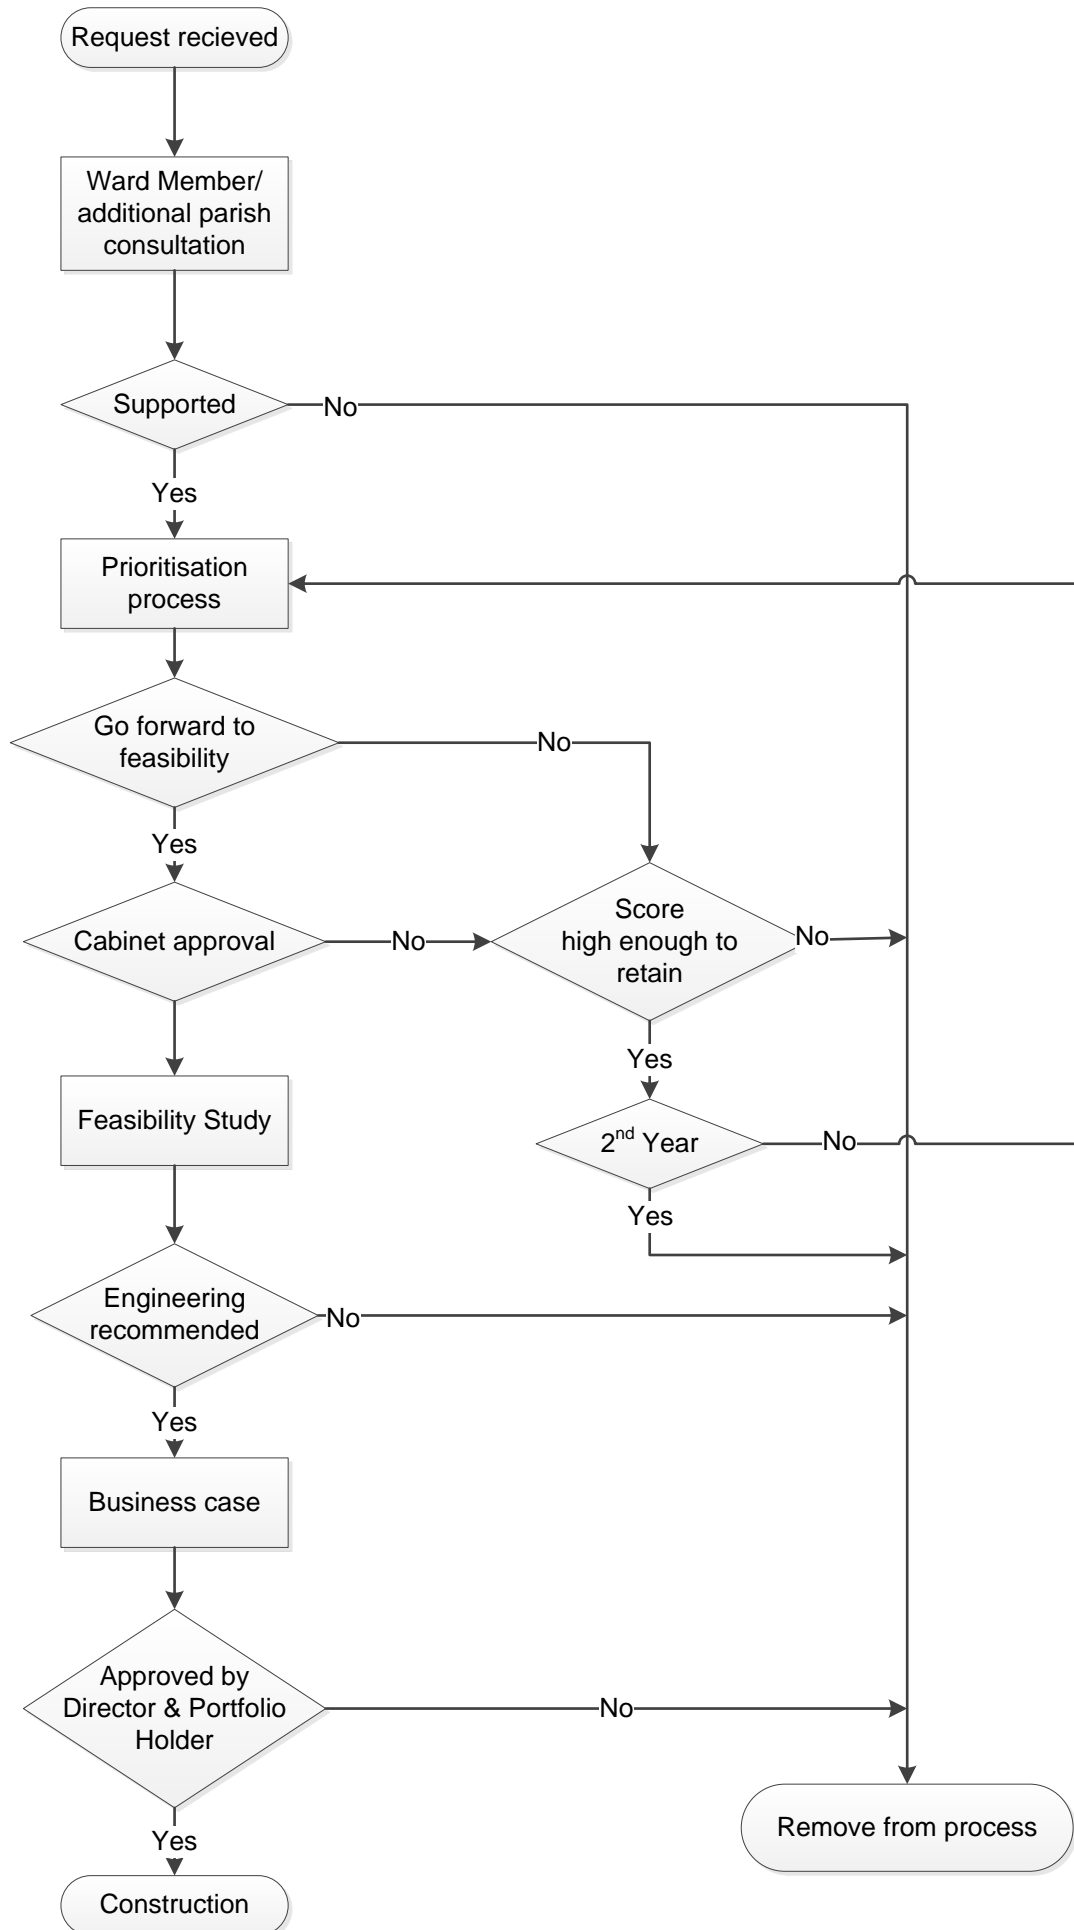 Request recieved
Ward Member/
additional parish
consultation
Supported
No
Yes
Prioritisation
process
Go forward to
feasibility
No
Yes
Cabinet approval
No
Score
high enough to
retain
No
Yes
Feasibility Study
2nd Year
No
Yes
Engineering
recommended
No
Yes
Business case
Approved by
Director & Portfolio
Holder
No
Yes
Remove from process
Construction